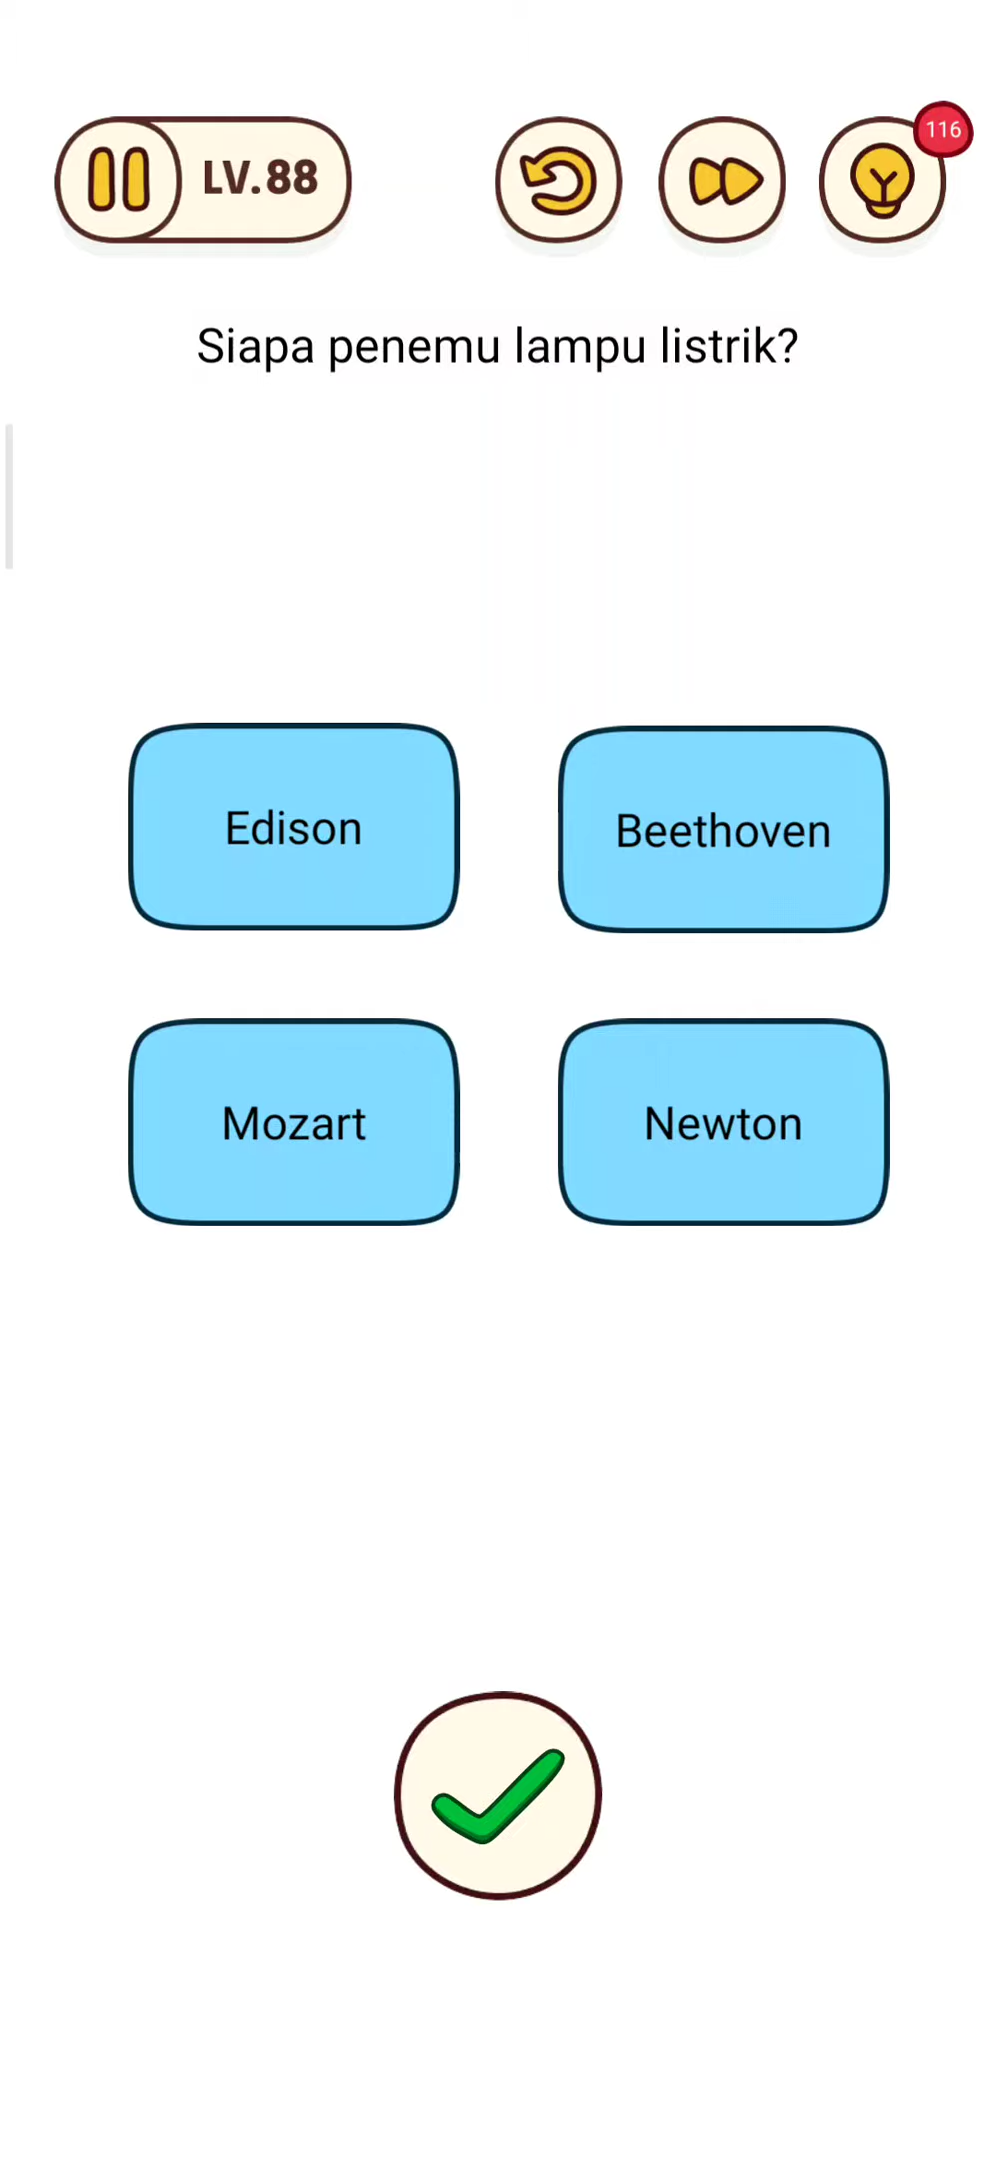 LV.88
116
Siapa penemu lampu listrik?
Edison
Beethoven
Mozart
Newton